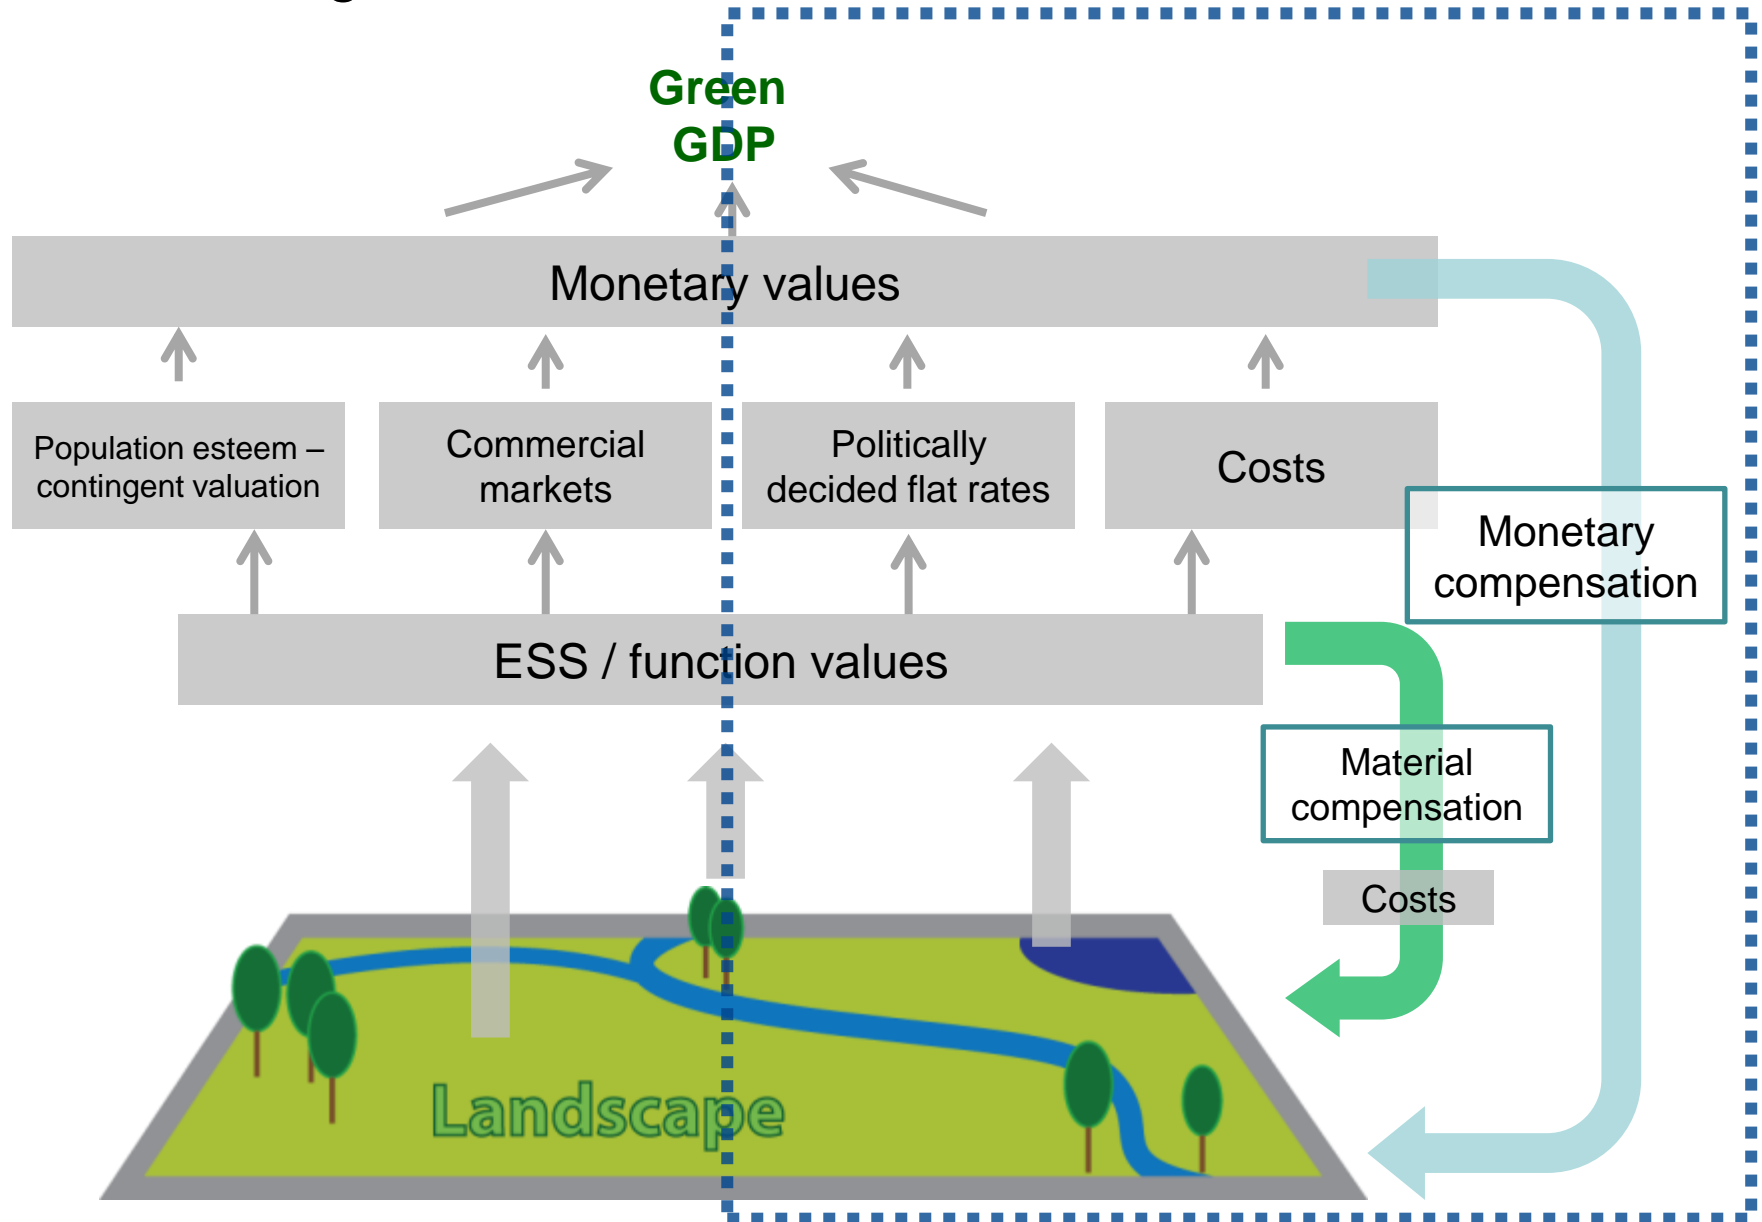 Green
GDP
Monetary values
Population esteem –
contingent valuation
Commercial
markets
Politically
decided flat rates
Costs
Monetary
compensation
ESS / function values
Material
compensation
Costs
Landscape